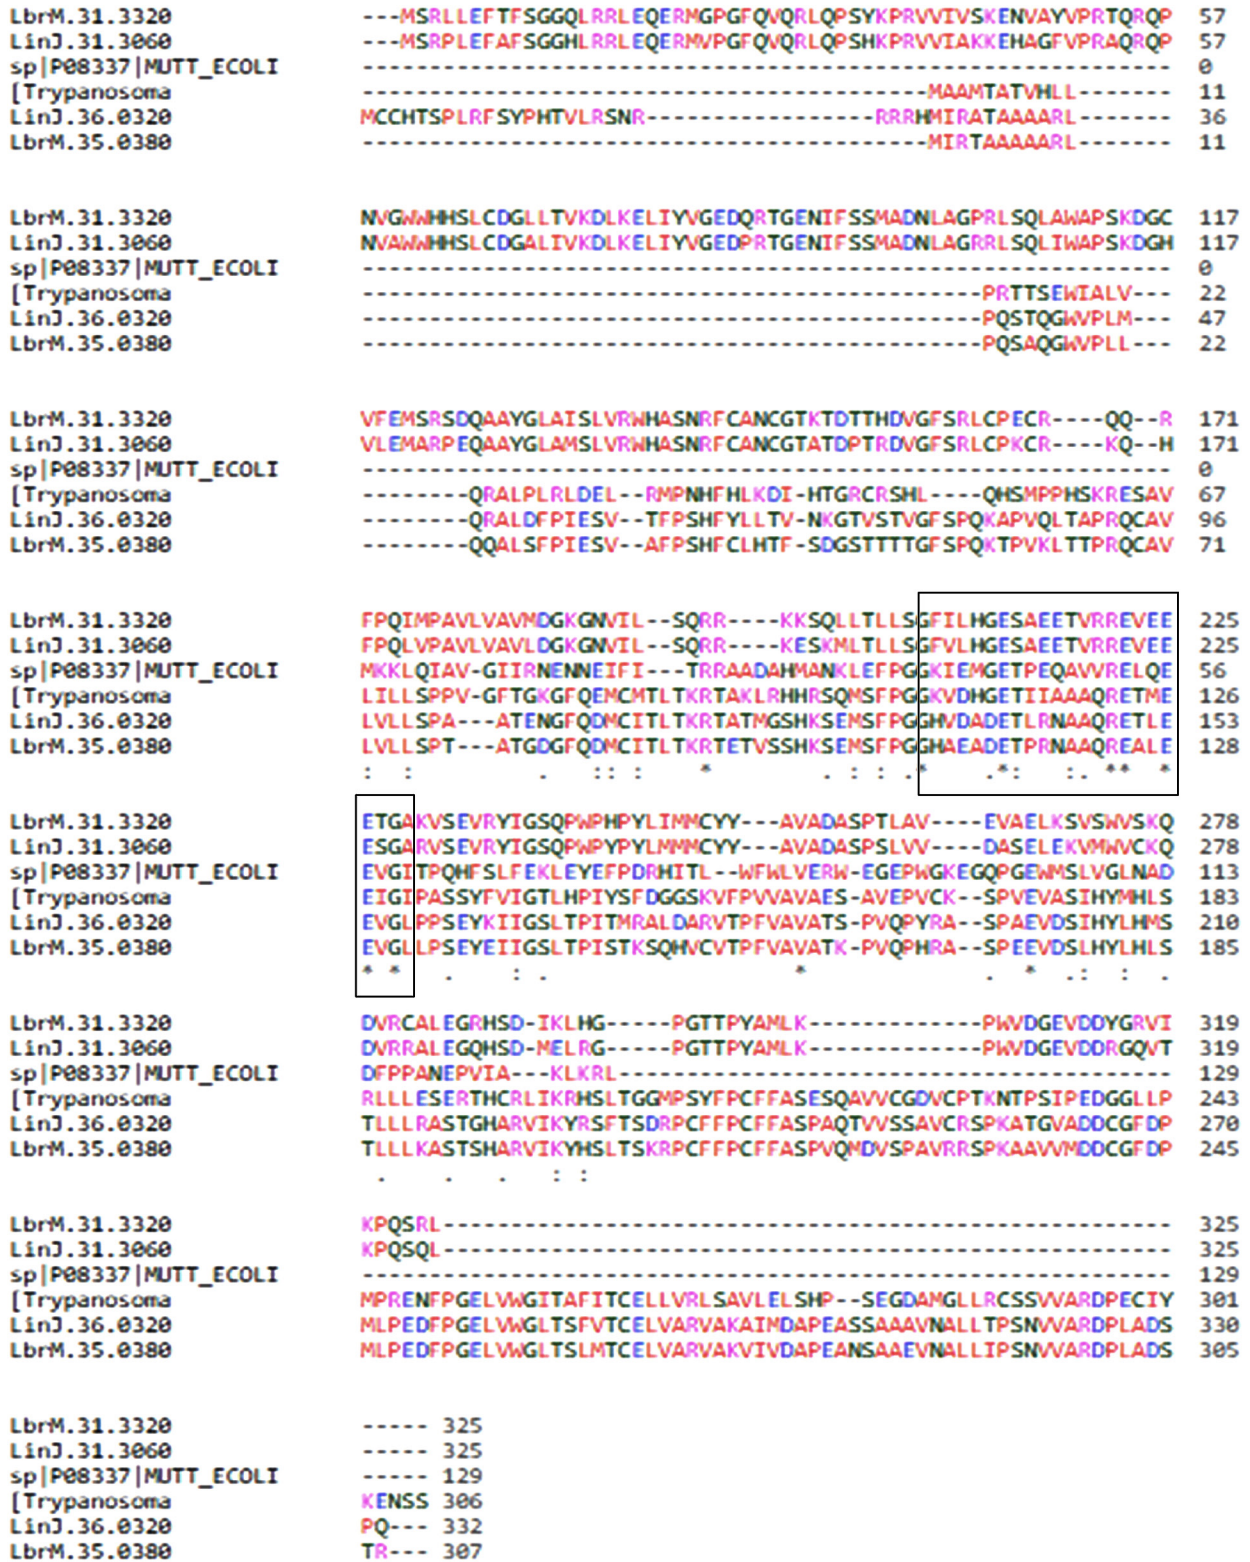 LbrM.31.3320 ---MSRLLEFTFSGGQLRRLEQERMGPGFQVQRLQPSYKPRVVIVSKENVAYVPRTQRQP 57
LinJ.31.3060 ---MSRPLEFAFSGGHLRRLEQERMVPGFQVQRLQPSHKPRVVIAKKEHAGFVPRAQRQP 57
sp|P08337|MUTT_ECOLI ------------------------------------------------------------ 0
[Trypanosoma ------------------------------------------MAAMTATVHLL------- 11
LinJ.36.0320 MCCHTSPLRFSYPHTVLRSNR-----------------RRRHMIRATAAAARL------- 36
LbrM.35.0380 ------------------------------------------MIRTAAAAARL------- 11
LbrM.31.3320 NVGWWHHSLCDGLLTVKDLKELIYVGEDQRTGENIFSSMADNLAGPRLSQLAWAPSKDGC 117
LinJ.31.3060 NVAWWHHSLCDGALIVKDLKELIYVGEDPRTGENIFSSMADNLAGRRLSQLIWAPSKDGH 117
sp|P08337|MUTT_ECOLI ------------------------------------------------------------ 0
[Trypanosoma ----------------------------------------------PRTTSEWIALV--- 22
LinJ.36.0320 ----------------------------------------------PQSTQGWVPLM--- 47
LbrM.35.0380 ----------------------------------------------PQSAQGWVPLL--- 22
LbrM.31.3320 VFEMSRSDQAAYGLAISLVRWHASNRFCANCGTKTDTTHDVGFSRLCPECR----QQ--R 171
LinJ.31.3060 VLEMARPEQAAYGLAMSLVRWHASNRFCANCGTATDPTRDVGFSRLCPKCR----KQ--H 171
sp|P08337|MUTT_ECOLI ------------------------------------------------------------ 0
[Trypanosoma --------QRALPLRLDEL--RMPNHFHLKDI-HTGRCRSHL----QHSMPPHSKRESAV 67
LinJ.36.0320 --------QRALDFPIESV--TFPSHFYLLTV-NKGTVSTVGFSPQKAPVQLTAPRQCAV 96
LbrM.35.0380 --------QQALSFPIESV--AFPSHFCLHTF-SDGSTTTTGFSPQKTPVKLTTPRQCAV 71
LbrM.31.3320 FPQIMPAVLVAVMDGKGNVIL--SQRR----KKSQLLTLLSGFILHGESAEETVRREVEE 225
LinJ.31.3060 FPQLVPAVLVAVLDGKGNVIL--SQRR----KESKMLTLLSGFVLHGESAEETVRREVEE 225
sp|P08337|MUTT_ECOLI MKKLQIAV-GIIRNENNEIFI--TRRAADAHMANKLEFPGGKIEMGETPEQAVVRELQE 56
[Trypanosoma LILLSPPV-GFTGKGFQEMCMTLTKRTAKLRHHRSQMSFPGGKVDHGETIIAAAQRETME 126
LinJ.36.0320 LVLLSPA---ATENGFQDMCITLTKRTATMGSHKSEMSFPGGHVDADETLRNAAQRETLE 153
LbrM.35.0380 LVLLSPT---ATGDGFQDMCITLTKRTETVSSHKSEMSFPGGHAEADETPRNAAQREALE 128
: : . :: : * . : : .* .*: :. ** *
LbrM.31.3320 ETGAKVSEVRYIGSQPWPHPYLIMMCYY---AVADASPTLAV----EVAELKSVSWVSKQ 278
LinJ.31.3060 ESGARVSEVRYIGSQPWPYPYLMMMCYY---AVADASPSLVV----DASELEKVMWVCKQ 278
sp|P08337|MUTT_ECOLI EVGITPQHFSLFEKLEYEFPDRHITL--WFWLVERW-EGEPWGKEGQPGEWMSLVGLNAD 113
[Trypanosoma EIGIPASSYFVIGTLHPIYSFDGGSKVFPVVAVAES-AVEPVCK--SPVEVASIHYMHLS 183
LinJ.36.0320 EVGLPPSEYKIIGSLTPITMRALDARVTPFVAVATS-PVQPYRA--SPAEVDSIHYLHMS 210
LbrM.35.0380 EVGLLPSEYEIIGSLTPISTKSQHVCVTPFVAVATK-PVQPHRA--SPEEVDSLHYLHLS 185
* * . : . * . * .: : .
LbrM.31.3320 DVRCALEGRHSD-IKLHG-----PGTTPYAMLK-------------PWVDGEVDDYGRVI 319
LinJ.31.3060 DVRRALEGQHSD-MELRG-----PGTTPYAMLK-------------PWVDGEVDDRGQVT 319
sp|P08337|MUTT_ECOLI DFPPANEPVIA---KLKRL----------------------------------------- 129
[Trypanosoma RLLLESERTHCRLIKRHSLTGGMPSYFPCFFASESQAVVCGDVCPTKNTPSIPEDGGLLP 243
LinJ.36.0320 TLLLRASTGHARVIKYRSFTSDRPCFFPCFFASPAQTVVSSAVCRSPKATGVADDCGFDP 270
LbrM.35.0380 TLLLKASTSHARVIKYHSLTSKRPCFFPCFFASPVQMDVSPAVRRSPKAAVVMDDCGFDP 245
. . . : :
LbrM.31.3320 KPQSRL------------------------------------------------------ 325
LinJ.31.3060 KPQSQL------------------------------------------------------ 325
sp|P08337|MUTT_ECOLI ------------------------------------------------------------ 129
[Trypanosoma MPRENFPGELVWGITAFITCELLVRLSAVLELSHP--SEGDAMGLLRCSSVVARDPECIY 301
LinJ.36.0320 MLPEDFPGELVWGLTSFVTCELVARVAKAIMDAPEASSAAAVNALLTPSNVVARDPLADS 330
LbrM.35.0380 MLPEDFPGELVWGLTSLMTCELVARVAKVIVDAPEANSAAEVNALLIPSNVVARDPLADS 305
LbrM.31.3320 ----- 325
LinJ.31.3060 ----- 325
sp|P08337|MUTT_ECOLI ----- 129
[Trypanosoma KENSS 306
LinJ.36.0320 PQ--- 332
LbrM.35.0380 TR--- 307